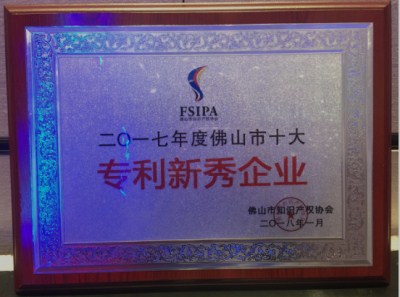 FSIPA
二〇一七年度佛山市十大
专利新秀企业
佛山市知识产权协会
二〇一八年一月